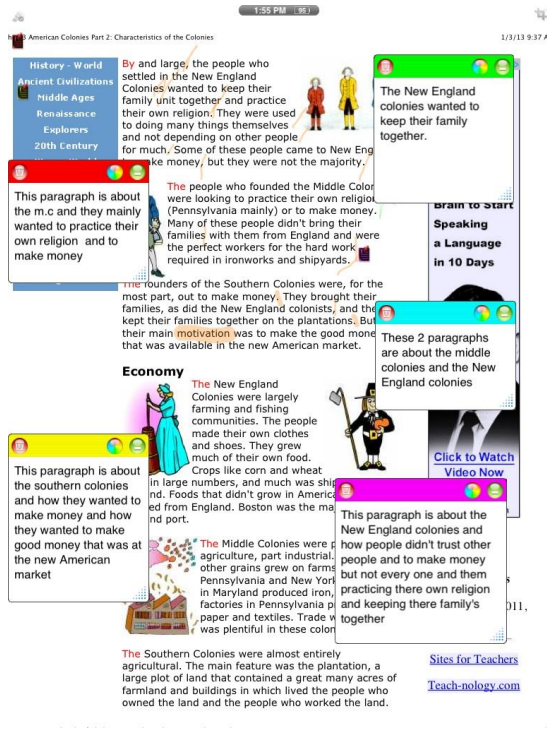 1:55 PM 95
American Colonies Part 2: Characteristics of the Colonies
1/3/13 9:37
History - World
Ancient Civilizations
Middle Ages
Renaissance
Explorers
20th Century
By and large, the people who
settled in the New England
Colonies wanted to keep their
family unit together and practice
their own religion. They were used
to doing many things themselves
and not depending on other people
for much. Some of these people came to New Eng
make money, but they were not the majority.
The New England
colonies wanted to
keep their family
together.
This paragraph is about
the m.c and they mainly
wanted to practice their
own religion and to
make money
The people who founded the Middle Color
were looking to practice their own religion
(Pennsylvania mainly) or to make money.
Many of these people didn't bring their
families with them from England and were
the perfect workers for the hard work
required in ironworks and shipyards.
Brain to Start
Speaking
a Language
in 10 Days
The founders of the Southern Colonies were, for the
most part, out to make money. They brought their
families, as did the New England colonists, and the
kept their families together on the plantations. But
their main motivation was to make the good mone
that was available in the new American market.
These 2 paragraphs
are about the middle
colonies and the New
England colonies
Economy
The New England
Colonies were largely
farming and fishing
communities. The people
made their own clothes
and shoes. They grew
much of their own food.
Crops like corn and wheat
in large numbers, and much was ship
nd. Foods that didn't grow in America
ed from England. Boston was the ma
nd port.
Click to Watch
Video Now
This paragraph is about
the southern colonies
and how they wanted to
make money and how
they wanted to make
good money that was at
the new American
market
This paragraph is about the
New England colonies and
how people didn't trust other
people and to make money
but not every one and them
practicing there own religion
and keeping there family's
together
The Middle Colonies were p
agriculture, part industrial.
other grains grew on farms
Pennsylvania and New York
in Maryland produced iron,
factories in Pennsylvania p
paper and textiles. Trade w
was plentiful in these colon
2011,
The Southern Colonies were almost entirely
agricultural. The main feature was the plantation, a
large plot of land that contained a great many acres of
farmland and buildings in which lived the people who
owned the land and the people who worked the land.
Sites for Teachers
Teach-nology.com